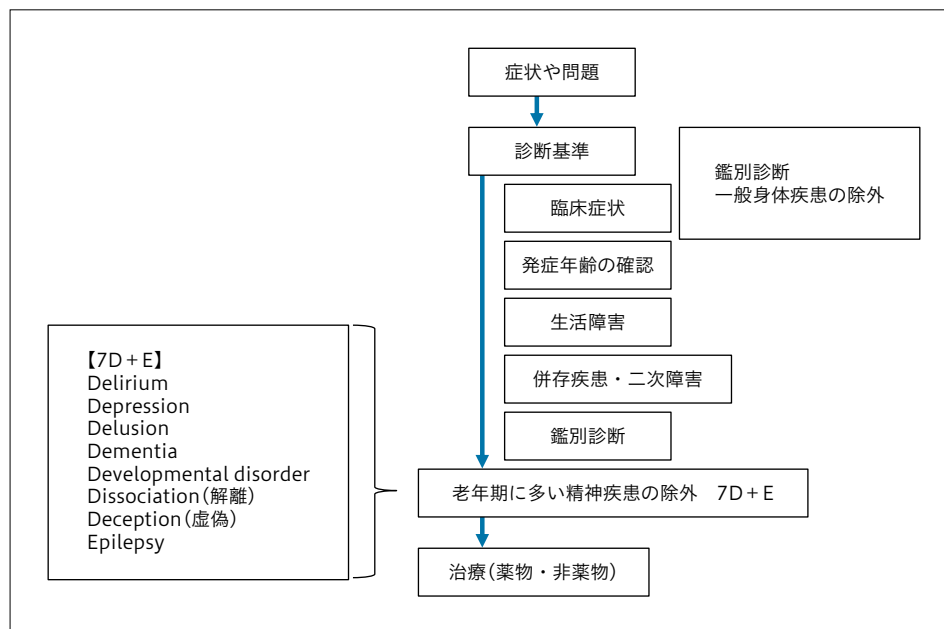 症状や問題
診断基準
鑑別診断
一般身体疾患の除外
臨床症状
発症年齢の確認
生活障害
併存疾患・二次障害
鑑別診断
【7D+E】
Delirium
Depression
Delusion
Dementia
Developmental disorder
Dissociation(解離)
Deception(虚偽)
Epilepsy
老年期に多い精神疾患の除外　7D+E
治療(薬物・非薬物)